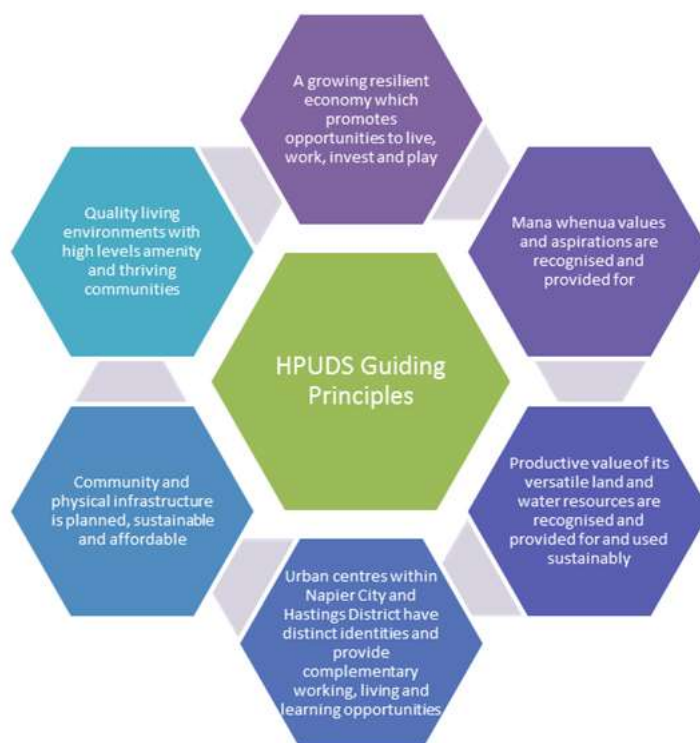 A growing resilient
economy which
promotes
opportunities to live,
work, invest and play
Quality living
environments with
high levels amenity
and thriving
communities
Mana whenua values
and aspirations are
recognised and
provided for
HPUDS Guiding
Principles
Community and
physical infrastructure
is planned, sustainable
and affordable
Productive value of its
versatile land and
water resources are
recognised and
provided for and used
sustainably
Urban centres within
Napier City and
Hastings District have
distinct identities and
provide
complementary
working, living and
learning opportunities